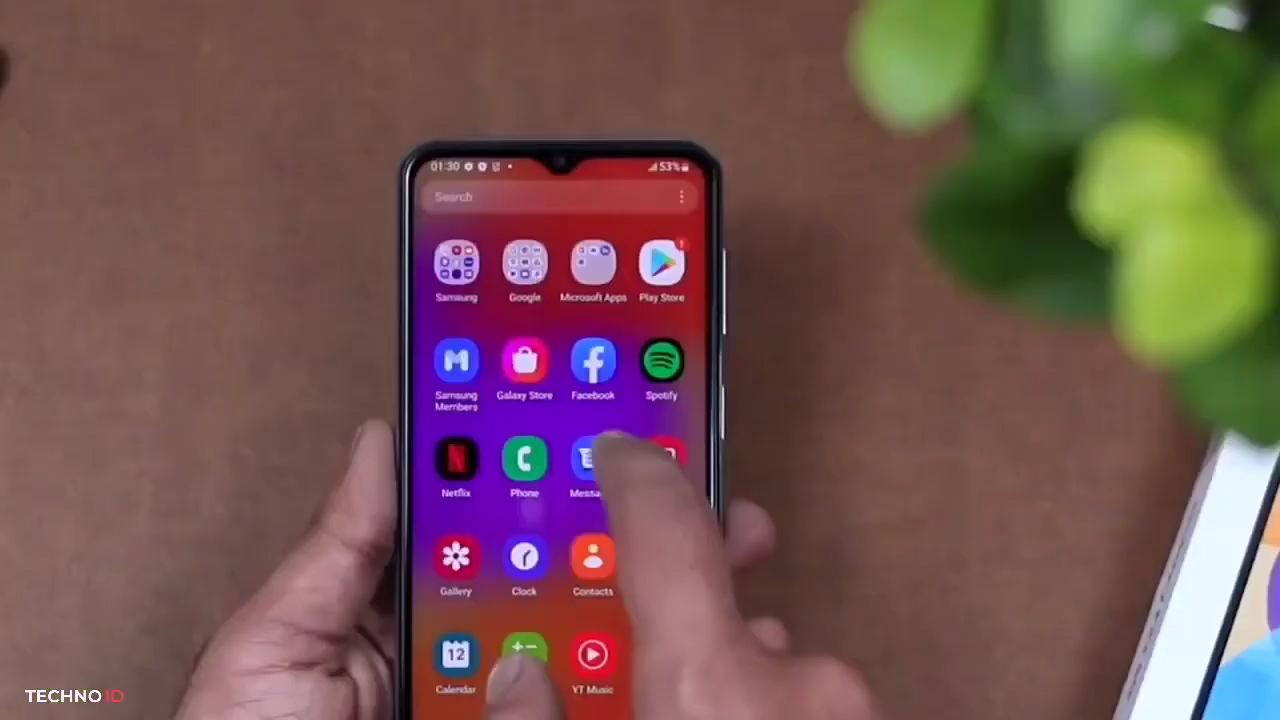 01:30 53%
Search
Samsung Google Microsoft Apps Play Store
Samsung Members Galaxy Store Facebook Spotify
Netflix Phone Messa
Gallery Clock Contacts
12
Calendar YT Music
TECHNO ID